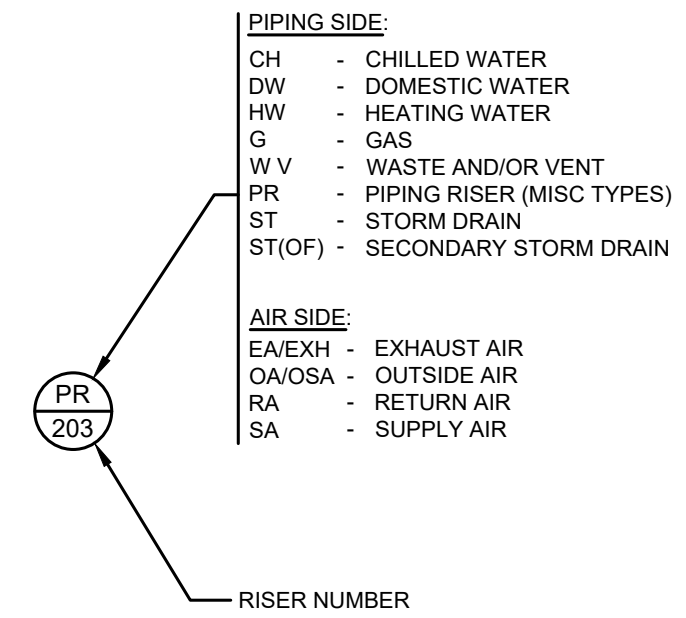 PIPING SIDE:
CH - CHILLED WATER
DW - DOMESTIC WATER
HW - HEATING WATER
G - GAS
W V - WASTE AND/OR VENT
PR - PIPING RISER (MISC TYPES)
ST - STORM DRAIN
ST(OF) - SECONDARY STORM DRAIN
AIR SIDE:
EA/EXH - EXHAUST AIR
OA/OSA - OUTSIDE AIR
RA - RETURN AIR
SA - SUPPLY AIR
PR
203
RISER NUMBER